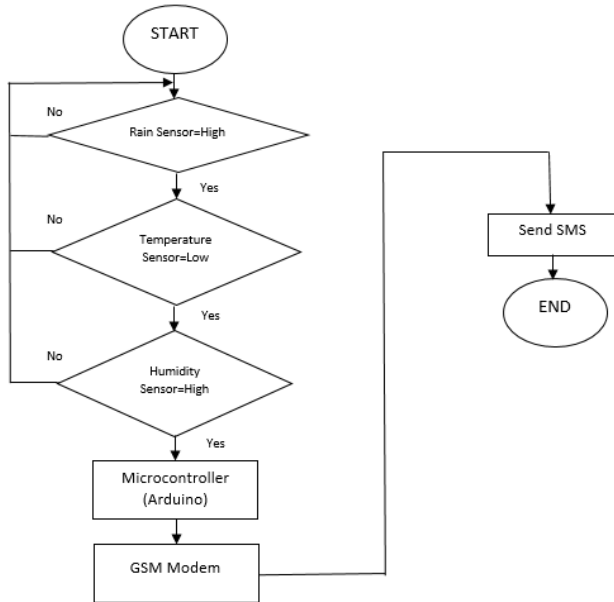 START
No
Rain Sensor=High
Yes
No
Temperature
Sensor=Low
Yes
No
Humidity
Sensor=High
Yes
Microcontroller
(Arduino)
GSM Modem
Send SMS
END